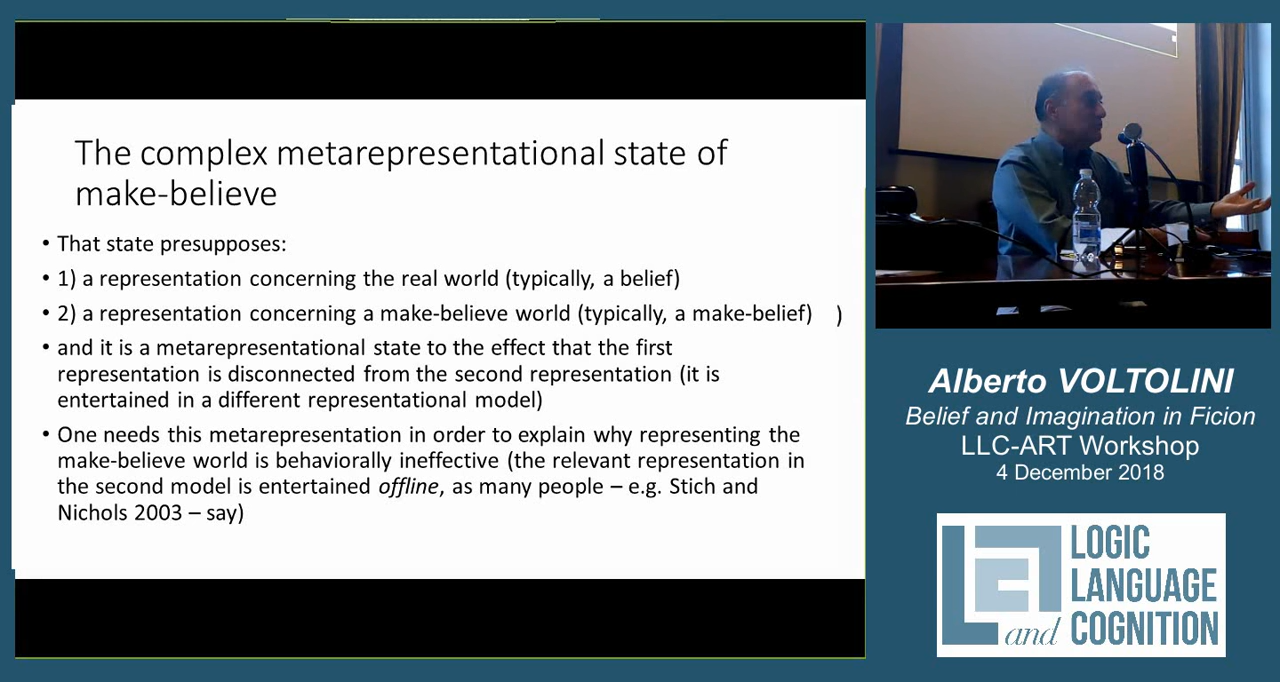 The complex metarepresentational state of
make-believe
• That state presupposes:
• 1) a representation concerning the real world (typically, a belief)
• 2) a representation concerning a make-believe world (typically, a make-belief) )
• and it is a metarepresentational state to the effect that the first
representation is disconnected from the second representation (it is
entertained in a different representational model)
• One needs this metarepresentation in order to explain why representing the
make-believe world is behaviorally ineffective (the relevant representation in
the second model is entertained offline, as many people – e.g. Stich and
Nichols 2003 – say)
Alberto VOLTOLINI
Belief and Imagination in Ficion
LLC-ART Workshop
4 December 2018
LOGIC
LANGUAGE
and COGNITION